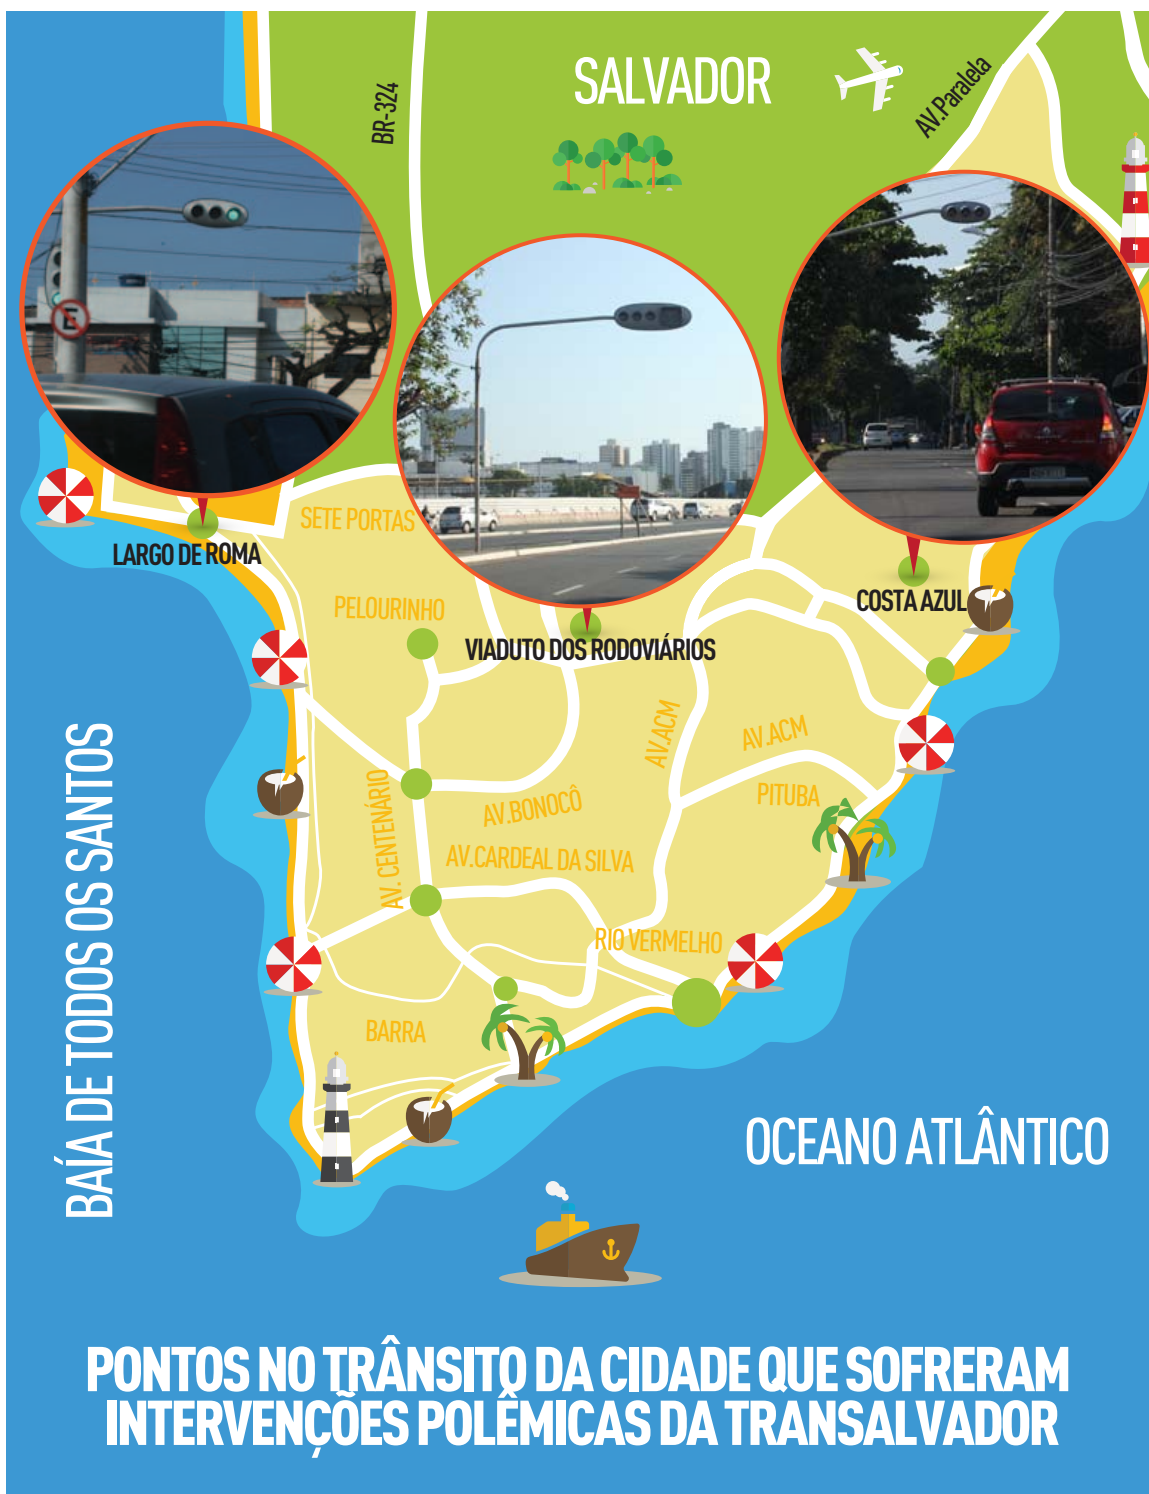 SALVADOR
BR-324
AV.Paralela
E
SETE PORTAS
LARGO DE ROMA
PELOURINHO
COSTA AZUL
VIADUTO DOS RODOVIÁRIOS
AV.ACM
AV.ACM
PITUBA
AV. CENTENÁRIO
AV.BONOCÔ
AV.CARDEAL DA SILVA
RIO VERMELHO
BARRA
BAÍA DE TODOS OS SANTOS
OCEANO ATLÂNTICO
PONTOS NO TRÂNSITO DA CIDADE QUE SOFRERAM
INTERVENÇÕES POLÊMICAS DA TRANSALVADOR